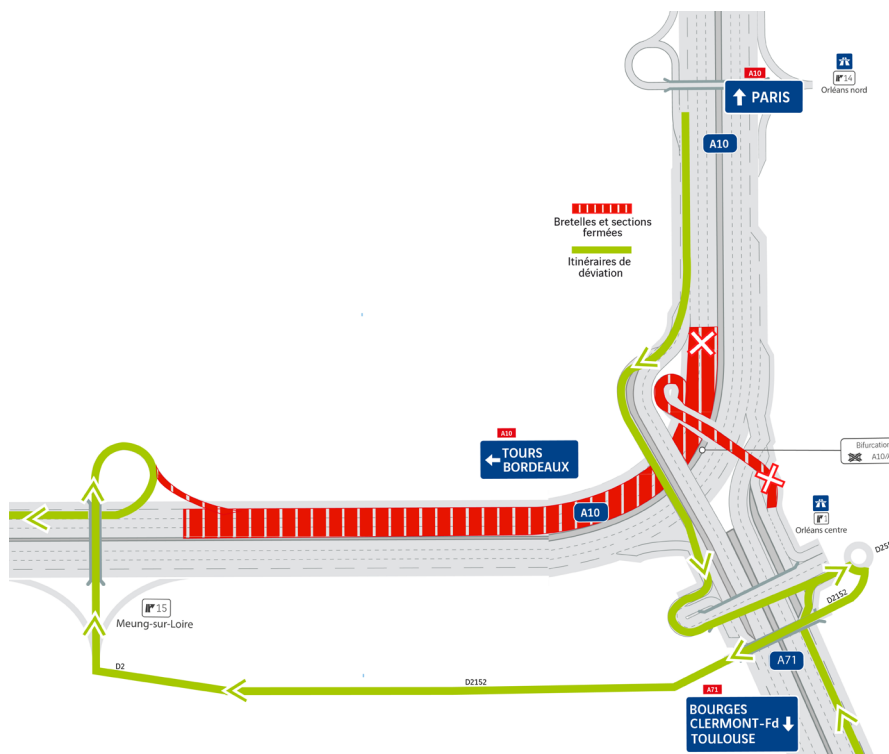 A10
PARIS
14
Orléans nord
A10
Bretelles et sections
fermées
Itinéraires de
déviation
A10
TOURS
BORDEAUX
Bifurcation
A10
1
Orléans centre
D2152
15
Meung-sur-Loire
A71
D2
D2152
A71
BOURGES
CLERMONT-Fd
TOULOUSE